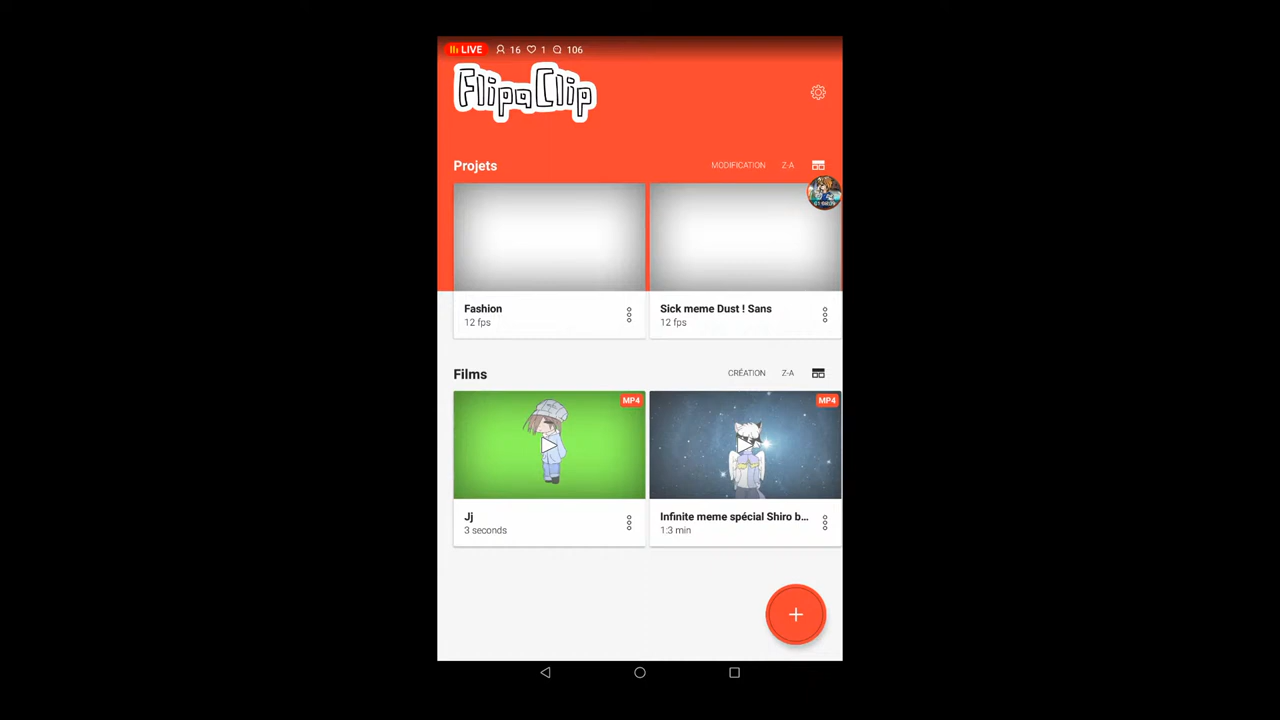 LIVE 16 1 106
FlipaClip
Projets MODIFICATION Z-A
Fashion
12 fps
Sick meme Dust ! Sans
12 fps
Films CRÉATION Z-A
MP4
MP4
Jj
3 seconds
Infinite meme spécial Shiro b...
1:3 min